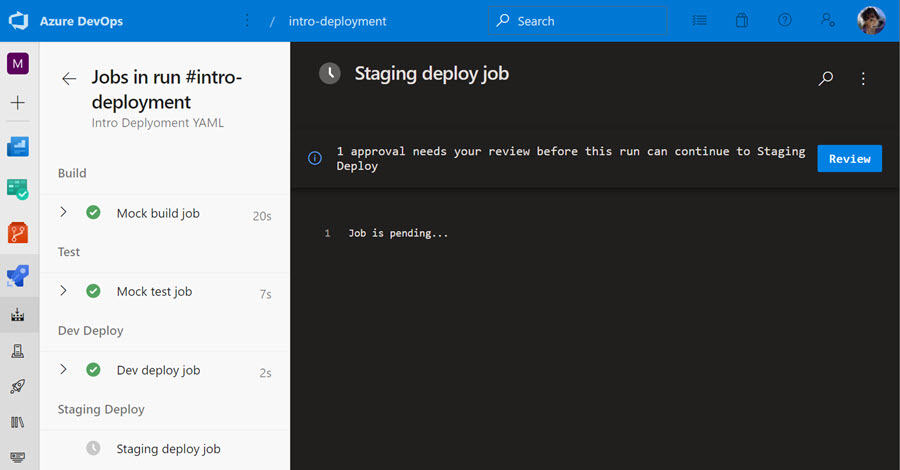 Azure DevOps
/ intro-deployment
Search
M
Jobs in run #intro-
deployment
Intro Deplyoment YAML
Build
Mock build job 20s
Test
Mock test job 7s
Dev Deploy
Dev deploy job 2s
Staging Deploy
Staging deploy job
Staging deploy job
1 approval needs your review before this run can continue to Staging
Deploy
Review
1 Job is pending...